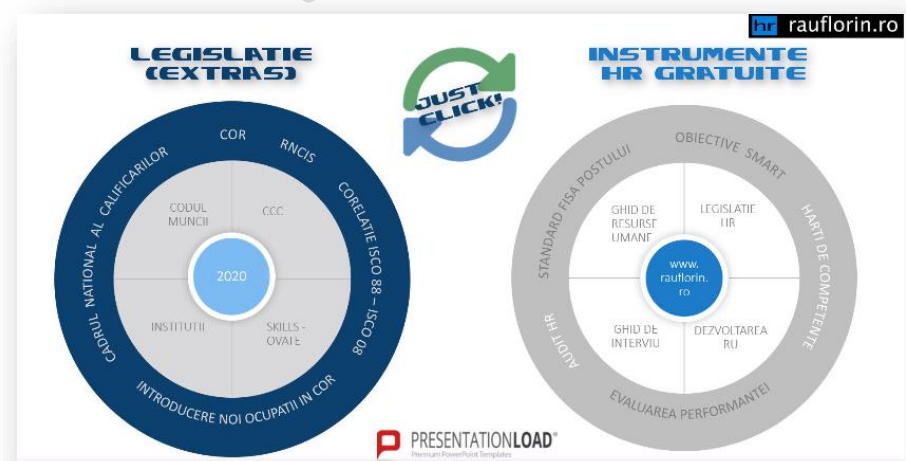 hr rauflorin.ro
LEGISLATIE
(EXTRAS)
JUST
CLICK!
INSTRUMENTE
HR GRATUITE
CADRUL NATIONAL AL CALIFICARILOR
COR
RNCIS
CORELATIE ISCO 88 – ISCO 08
INTRODUCERE NOI OCUPATII IN COR
CODUL
MUNCII
CCC
2020
INSTITUTII
SKILLS -
OVATE
STANDARD FISA POSTULUI
OBIECTIVE SMART
HARTI DE COMPETENTE
EVALUAREA PERFORMANTEI
AUDIT HR
GHID DE
RESURSE
UMANE
LEGISLATIE
HR
www.
rauflorin.
ro
GHID DE
INTERVIU
DEZVOLTAREA
RU
PRESENTATIONLOAD®
Premium PowerPoint Templates